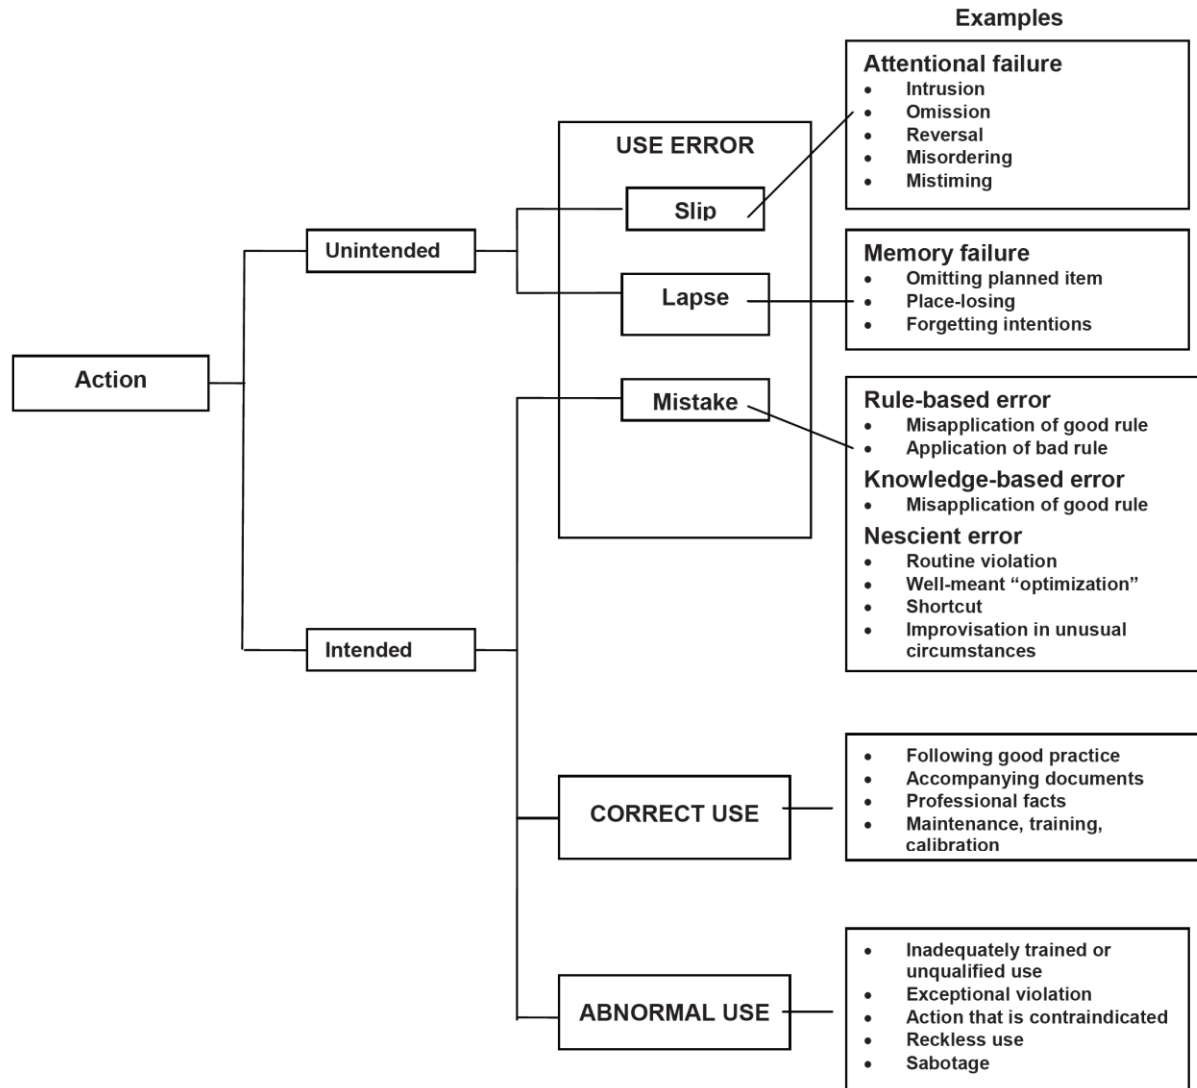 Examples
Attentional failure
• Intrusion
• Omission
• Reversal
• Misordering
• Mistiming
USE ERROR
Slip
Unintended
Memory failure
• Omitting planned item
• Place-losing
• Forgetting intentions
Lapse
Action
Mistake
Rule-based error
• Misapplication of good rule
• Application of bad rule
Knowledge-based error
• Misapplication of good rule
Nescient error
• Routine violation
• Well-meant “optimization”
• Shortcut
• Improvisation in unusual
circumstances
Intended
CORRECT USE
• Following good practice
• Accompanying documents
• Professional facts
• Maintenance, training,
calibration
ABNORMAL USE
• Inadequately trained or
unqualified use
• Exceptional violation
• Action that is contraindicated
• Reckless use
• Sabotage